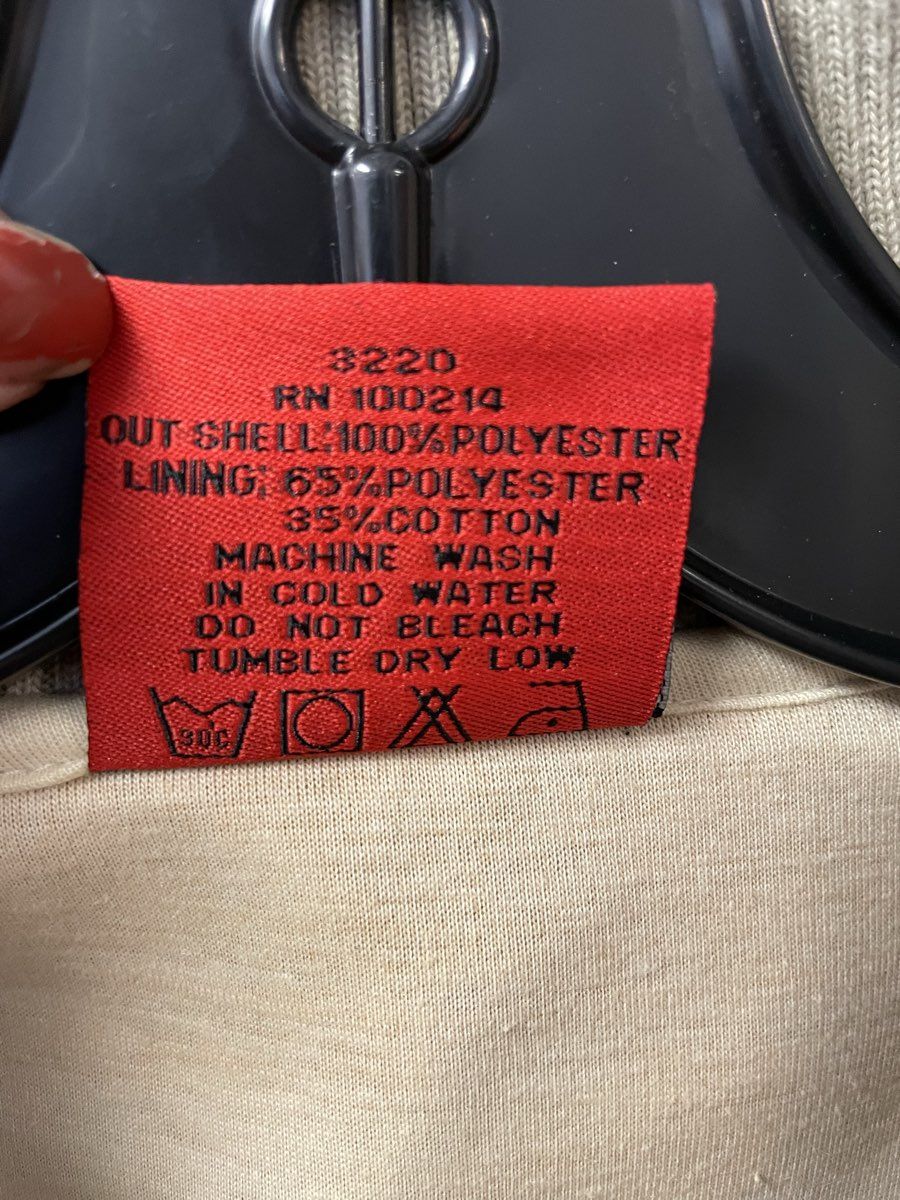 3220
RN 100214
OUT SHELL:100%POLYESTER
LINING: 65%POLYESTER
35%COTTON
MACHINE WASH
IN COLD WATER
DO NOT BLEACH
TUMBLE DRY LOW
30C